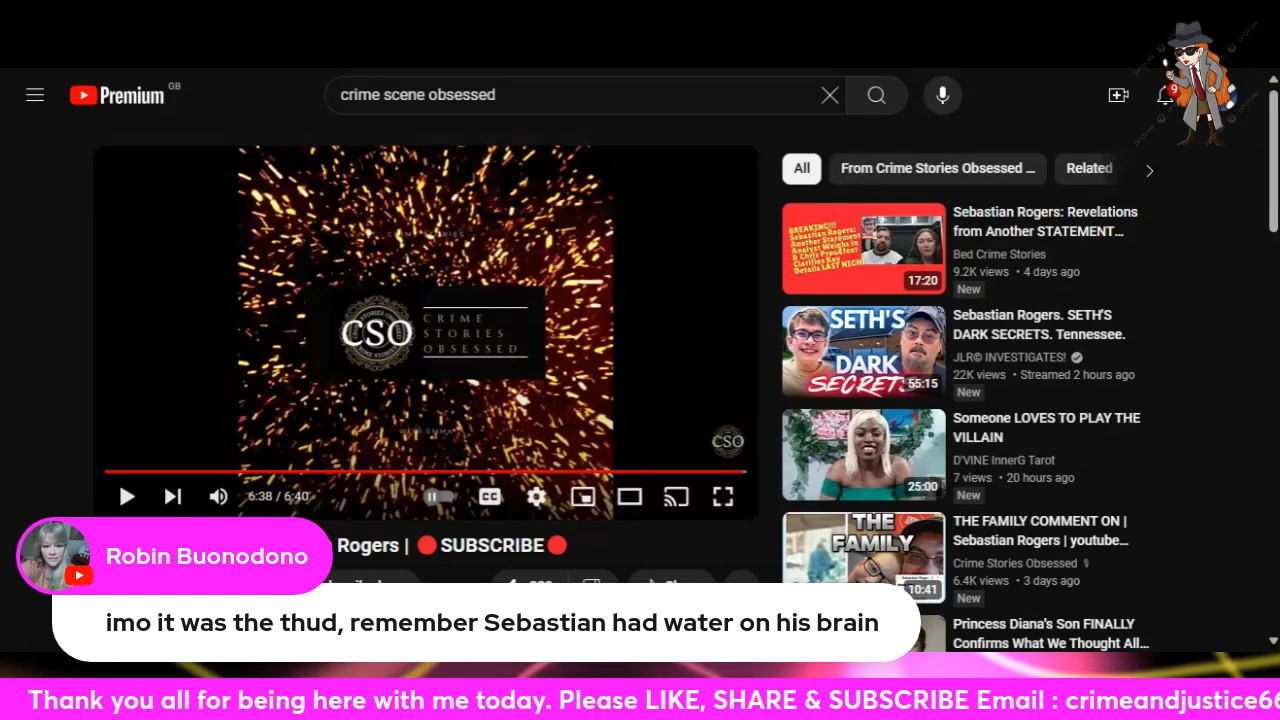 Premium GB
crime scene obsessed
9
All
From Crime Stories Obsessed ...
Related
CSO
CRIME
STORIES
OBSESSED
CSO
6:38 / 6:40
CC
Rogers | 🔴SUBSCRIBE🔴
BREAKING!!!
Sebastian Rogers:
Another Statement
Analyst Weighs in
& Chris Proudfoot
Clarifies Key
Details LAST NIGHT
17:20
Sebastian Rogers: Revelations
from Another STATEMENT...
Bed Crime Stories
9.2K views • 4 days ago
New
SETH'S
DARK
SECRET
55:15
Sebastian Rogers. SETH'S
DARK SECRETS. Tennessee.
JLR© INVESTIGATES!
22K views • Streamed 2 hours ago
New
25:00
Someone LOVES TO PLAY THE
VILLAIN
D'VINE InnerG Tarot
7 views • 20 hours ago
New
THE
FAMILY
10:41
THE FAMILY COMMENT ON |
Sebastian Rogers | youtube...
Crime Stories Obsessed
6.4K views • 3 days ago
New
Princess Diana's Son FINALLY
Confirms What We Thought All...
Robin Buonodono
imo it was the thud, remember Sebastian had water on his brain
Thank you all for being here with me today. Please LIKE, SHARE & SUBSCRIBE Email : crimeandjustice66